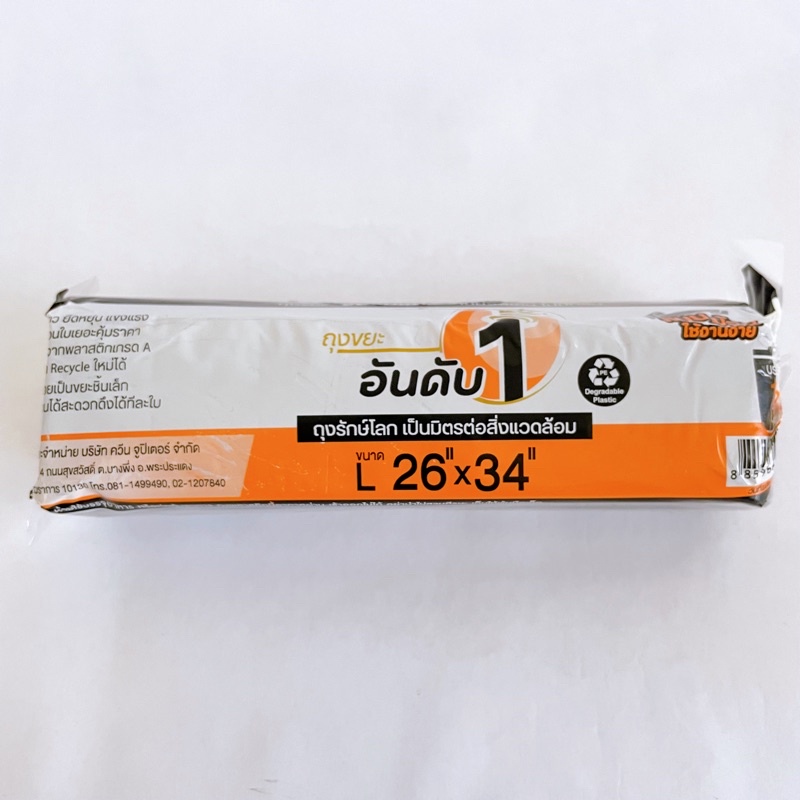 ยืดหยุ่น แข็งแรง
ใบเยอะคุ้มราคา
จากพลาสติกเกรด A
Recycle ใหม่ได้
เป็นขยะชิ้นเล็ก
ได้สะดวกดึงได้ทีละใบ
จำหน่าย บริษัท ควีน จูปิเตอร์ จำกัด
ถนนสุขสวัสดิ์ ต.บางพึ่ง อ.พระประแดง
โทร.081-1499490, 02-1207840
ถุงขยะ
อันดับ 1
ถุงรักษ์โลก เป็นมิตรต่อสิ่งแวดล้อม
ขนาด
L 26" x 34"
PE
Degradable
Plastic
ใช้งานง่าย